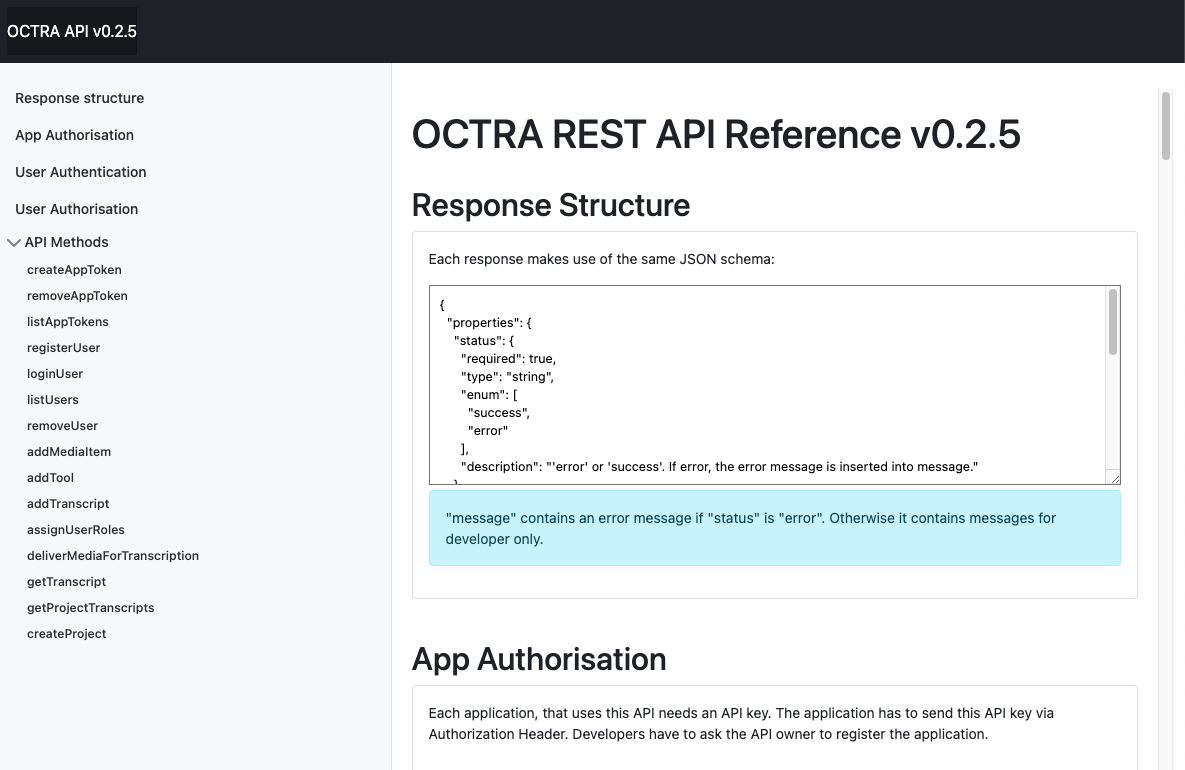 OCTRA API v0.2.5
Response structure
App Authorisation
User Authentication
User Authorisation
API Methods
createAppToken
removeAppToken
listAppTokens
registerUser
loginUser
listUsers
removeUser
addMediaItem
addTool
addTranscript
assignUserRoles
deliverMediaForTranscription
getTranscript
getProjectTranscripts
createProject
OCTRA REST API Reference v0.2.5
Response Structure
Each response makes use of the same JSON schema:
{
"properties": {
"status": {
"required": true,
"type": "string",
"enum": [
"success",
"error"
],
"description": "'error' or 'success'. If error, the error message is inserted into message."
"message" contains an error message if "status" is "error". Otherwise it contains messages for
developer only.
App Authorisation
Each application, that uses this API needs an API key. The application has to send this API key via
Authorization Header. Developers have to ask the API owner to register the application.